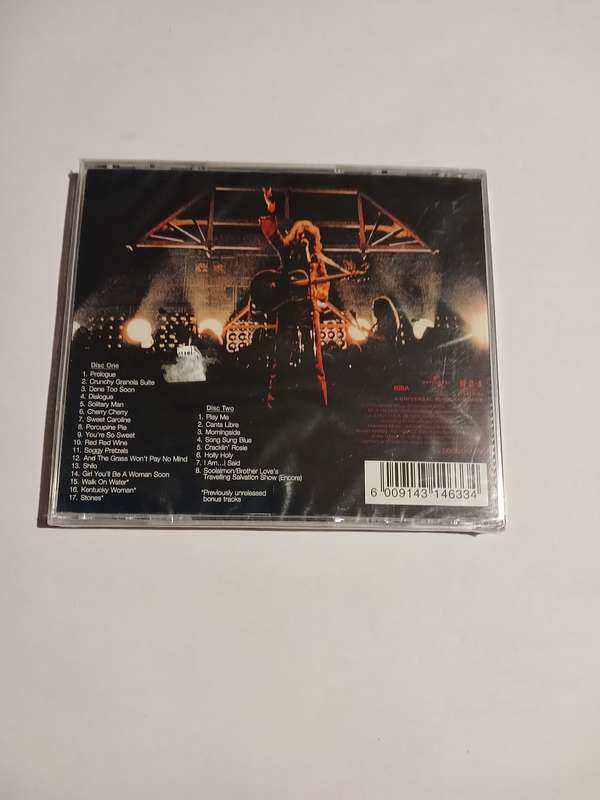 Disc One
1. Prologue
2. Crunchy Granola Suite
3. Done Too Soon
4. Dialogue
5. Solitary Man
6. Cherry Cherry
7. Sweet Caroline
8. Porcupine Pie
9. You're So Sweet
10. Red Red Wine
11. Soggy Pretzels
12. And The Grass Won't Pay No Mind
13. Shilo
14. Girl You'll Be A Woman Soon
15. Walk On Water*
16. Kentucky Woman*
17. Stones*
Disc Two
1. Play Me
2. Canta Libre
3. Morningside
4. Song Sung Blue
5. Cracklin' Rosie
6. Holly Holy
7. I Am...I Said
8. Soolaimon/Brother Love's
Travelling Salvation Show (Encore)
*Previously unreleased
bonus tracks
MCA
A UNIVERSAL
6 009143 146334